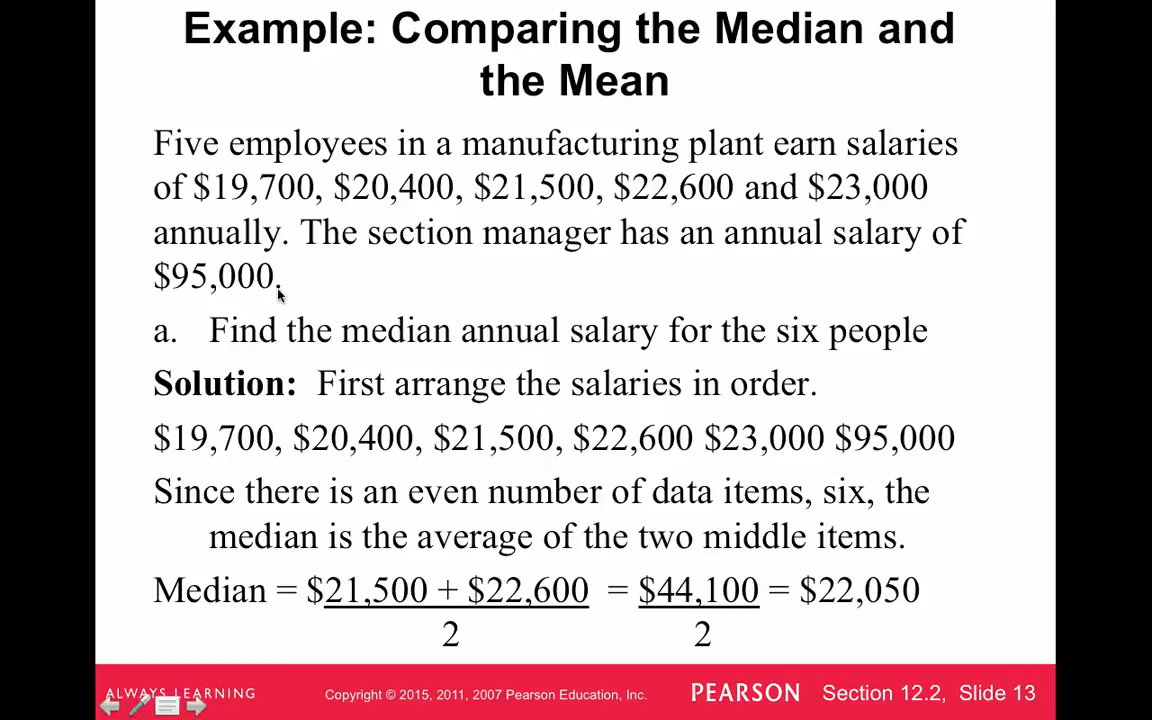 Example: Comparing the Median and
the Mean
Five employees in a manufacturing plant earn salaries
of $19,700, $20,400, $21,500, $22,600 and $23,000
annually. The section manager has an annual salary of
$95,000.
a. Find the median annual salary for the six people
Solution: First arrange the salaries in order.
$19,700, $20,400, $21,500, $22,600 $23,000 $95,000
Since there is an even number of data items, six, the
median is the average of the two middle items.
Median = $21,500 + $22,600 = $44,100 = $22,050
2 2
ALWAYS LEARNING Copyright © 2015, 2011, 2007 Pearson Education, Inc. PEARSON Section 12.2, Slide 13